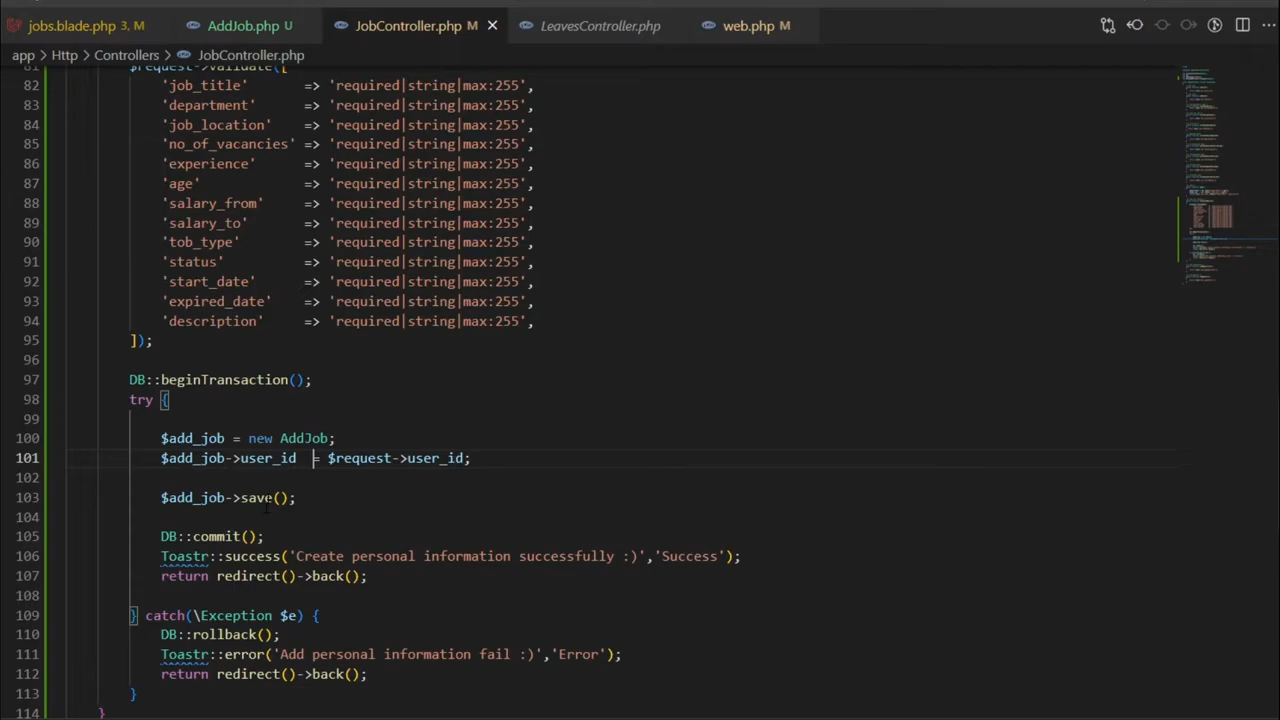 jobs.blade.php 3, M AddJob.php U JobController.php M LeavesController.php web.php M
app > Http > Controllers > JobController.php
81 $request->validate([
82 'job_title' => 'required|string|max:255',
83 'department' => 'required|string|max:255',
84 'job_location' => 'required|string|max:255',
85 'no_of_vacancies' => 'required|string|max:255',
86 'experience' => 'required|string|max:255',
87 'age' => 'required|string|max:255',
88 'salary_from' => 'required|string|max:255',
89 'salary_to' => 'required|string|max:255',
90 'tob_type' => 'required|string|max:255',
91 'status' => 'required|string|max:255',
92 'start_date' => 'required|string|max:255',
93 'expired_date' => 'required|string|max:255',
94 'description' => 'required|string|max:255',
95 ]);
96
97 DB::beginTransaction();
98 try {
99
100 $add_job = new AddJob;
101 $add_job->user_id = $request->user_id;
102
103 $add_job->save();
104
105 DB::commit();
106 Toastr::success('Create personal information successfully :)','Success');
107 return redirect()->back();
108
109 } catch(\Exception $e) {
110 DB::rollback();
111 Toastr::error('Add personal information fail :)','Error');
112 return redirect()->back();
113 }
114 }